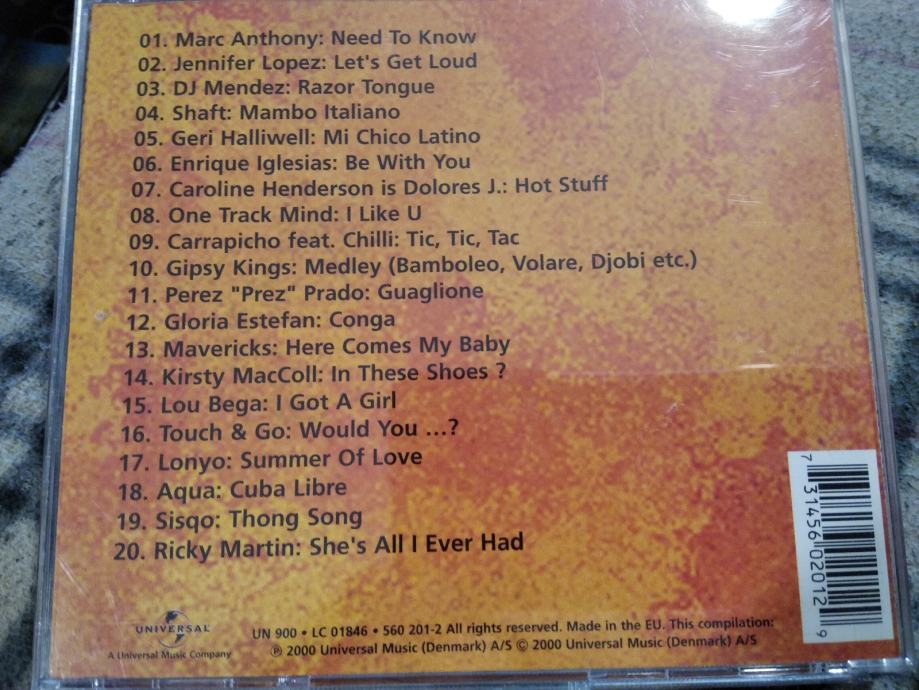 01. Marc Anthony: Need To Know
02. Jennifer Lopez: Let's Get Loud
03. DJ Mendez: Razor Tongue
04. Shaft: Mambo Italiano
05. Geri Halliwell: Mi Chico Latino
06. Enrique Iglesias: Be With You
07. Caroline Henderson is Dolores J.: Hot Stuff
08. One Track Mind: I Like U
09. Carrapicho feat. Chilli: Tic, Tic, Tac
10. Gipsy Kings: Medley (Bamboleo, Volare, Djobi etc.)
11. Perez "Prez" Prado: Guaglione
12. Gloria Estefan: Conga
13. Mavericks: Here Comes My Baby
14. Kirsty MacColl: In These Shoes ?
15. Lou Bega: I Got A Girl
16. Touch & Go: Would You ...?
17. Lonyo: Summer Of Love
18. Aqua: Cuba Libre
19. Sisqo: Thong Song
20. Ricky Martin: She's All I Ever Had
7 31456 02012 9
UNIVERSAL
A Universal Music Company
UN 900 • LC 01846 • 560 201-2 All rights reserved. Made in the EU. This compilation:
℗ 2000 Universal Music (Denmark) A/S © 2000 Universal Music (Denmark) A/S